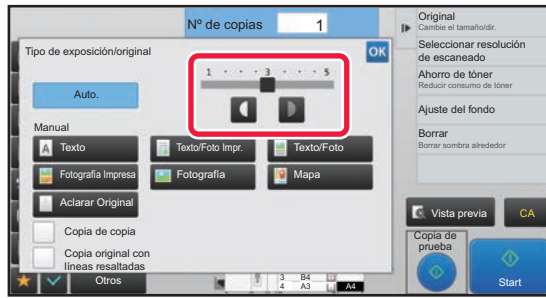 Nº de copias 1
Tipo de exposición/original
OK
1 · · · 3 · · · 5
Auto.
Manual
A Texto
Texto/Foto Impr.
Texto/Foto
Fotografía Impresa
Fotografía
Mapa
Aclarar Original
Copia de copia
Copia original con
líneas resaltadas
Otros
3 B4
4 A3
A4
Original
Cambie el tamaño/dir.
Seleccionar resolución
de escaneado
Ahorro de tóner
Reducir consumo de tóner
Ajuste del fondo
Borrar
Borrar sombra alrededor
Vista previa
CA
Copia de
prueba
Start